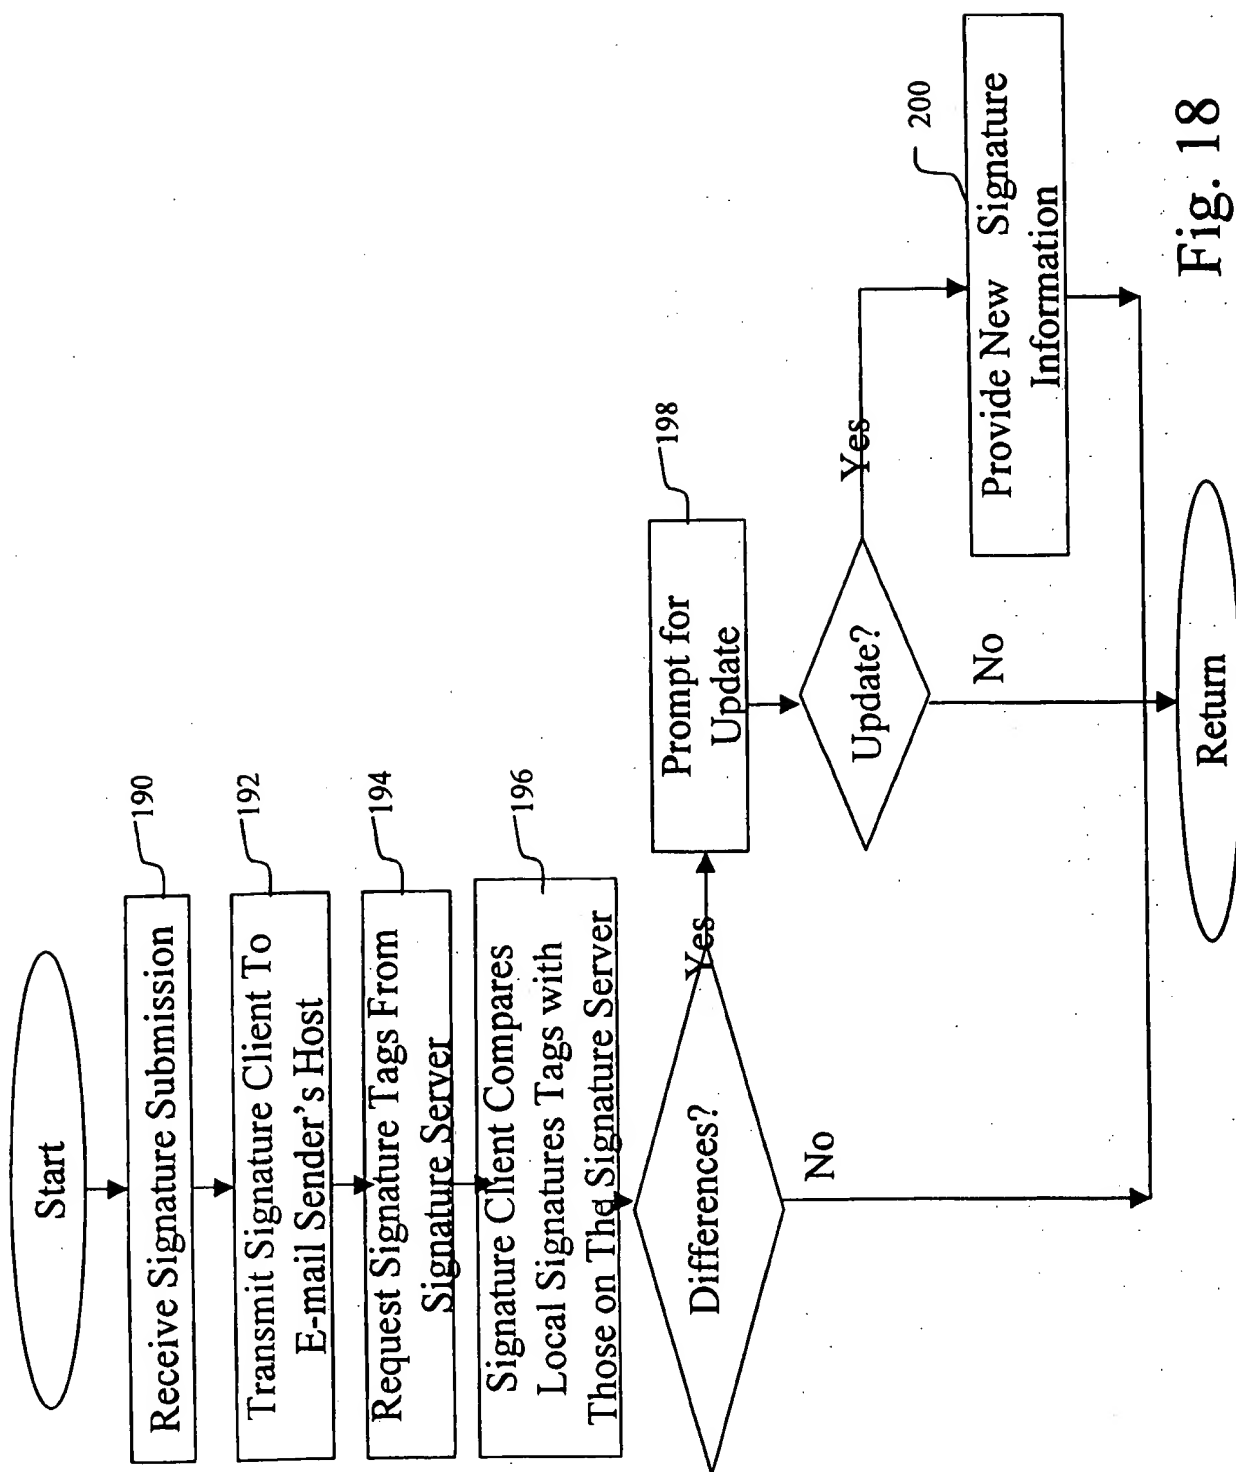 Start
Receive Signature Submission
190
Transmit Signature Client To
E-mail Sender's Host
192
Request Signature Tags From
Signature Server
194
Signature Client Compares
Local Signatures Tags with
Those on The Signature Server
196
Differences?
Yes
No
Prompt for
Update
198
Update?
Yes
No
Provide New Signature
Information
200
Return
Fig. 18